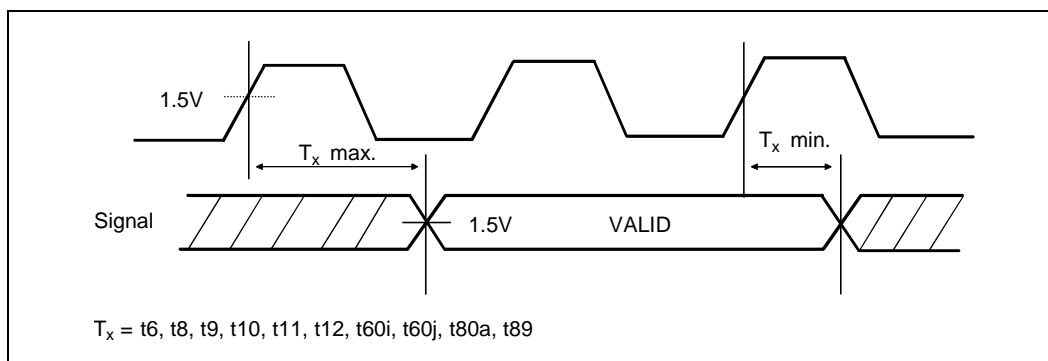 1.5V
Tₓ max.
Tₓ min.
Signal
1.5V
VALID
Tₓ = t6, t8, t9, t10, t11, t12, t60i, t60j, t80a, t89